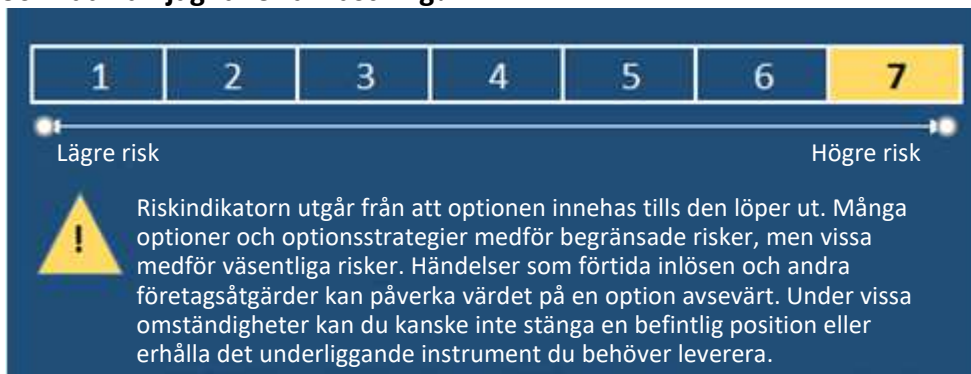 1 2 3 4 5 6 7
Lägre risk Högre risk
! Riskindikatorn utgår från att optionen innehas tills den löper ut. Många
optioner och optionsstrategier medför begränsade risker, men vissa
medför väsentliga risker. Händelser som förtida inlösen och andra
företagsåtgärder kan påverka värdet på en option avsevärt. Under vissa
omständigheter kan du kanske inte stänga en befintlig position eller
erhålla det underliggande instrument du behöver leverera.